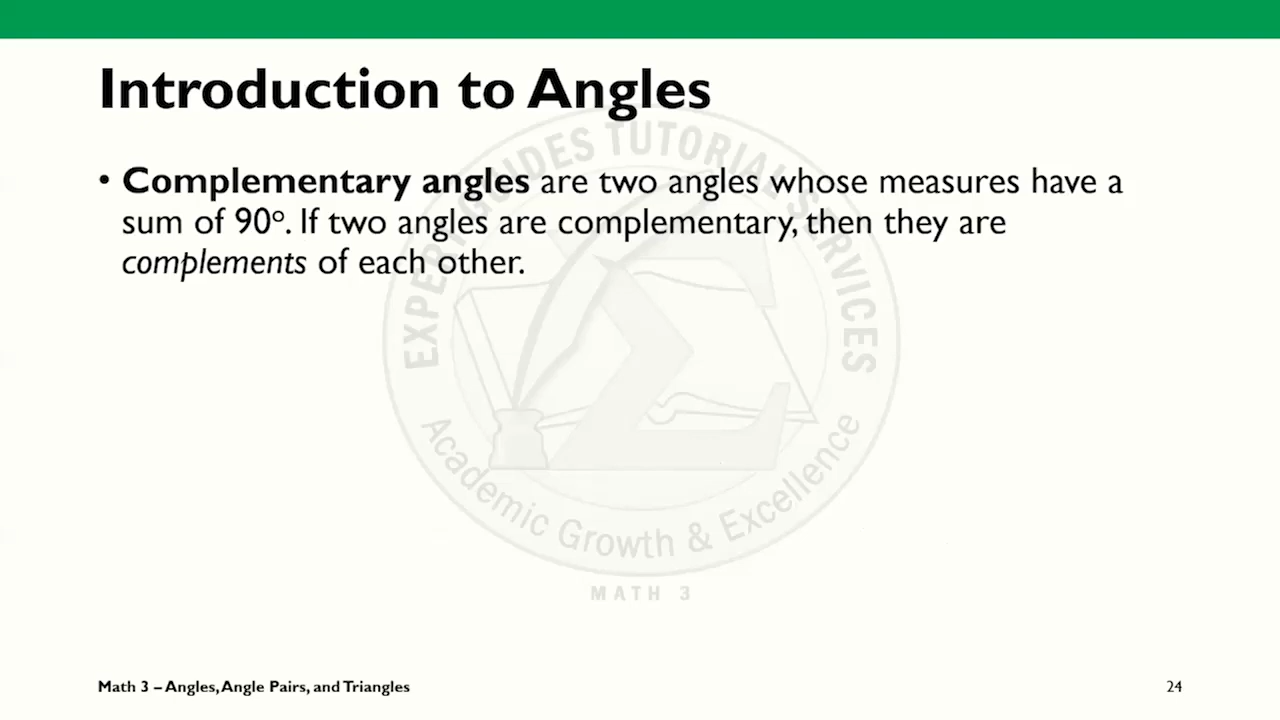 Introduction to Angles
• Complementary angles are two angles whose measures have a
sum of 90º. If two angles are complementary, then they are
complements of each other.
EXPERT GUIDES TUTORIAL SERVICES
Academic Growth & Excellence
MATH 3
Math 3 – Angles, Angle Pairs, and Triangles
24